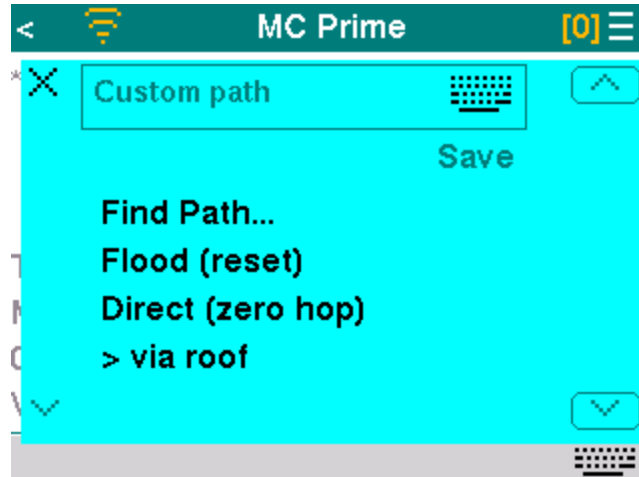 < MC Prime [0]
Custom path
Save
Find Path...
Flood (reset)
Direct (zero hop)
> via roof